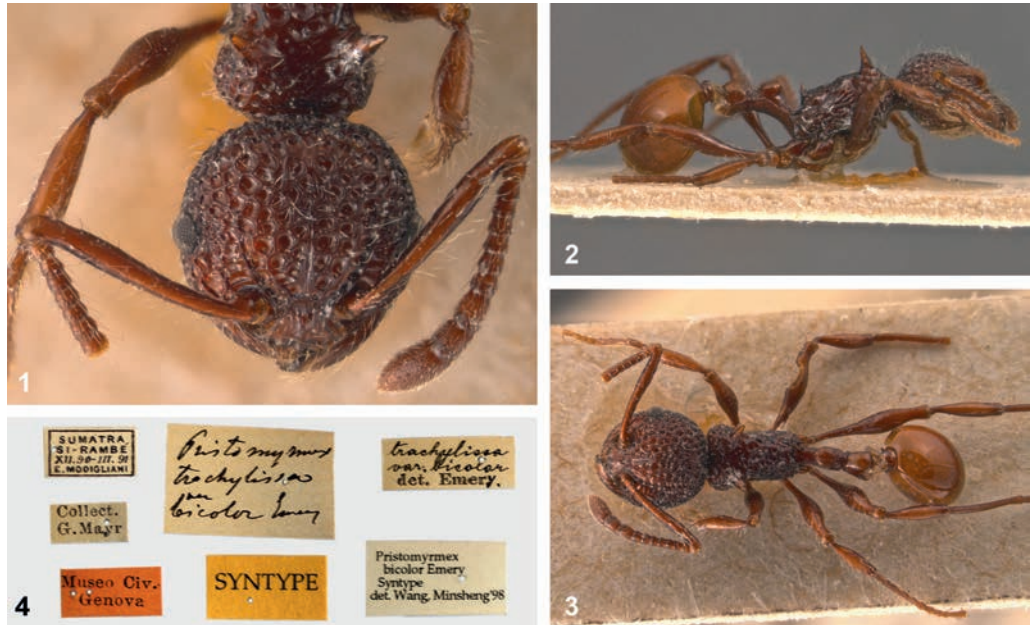 1
2
3
4
SUMATRA
SI-RAMBÉ
XII.90-III.91
E. MODIGLIANI
Pristomyrmex
trachylissa
var
bicolor Emery
trachylissa
var. bicolor
det. Emery.
Collect.
G. Mayr
Museo Civ.
Genova
SYNTYPE
Pristomyrmex
bicolor Emery
Syntype
det. Wang, Minsheng'98